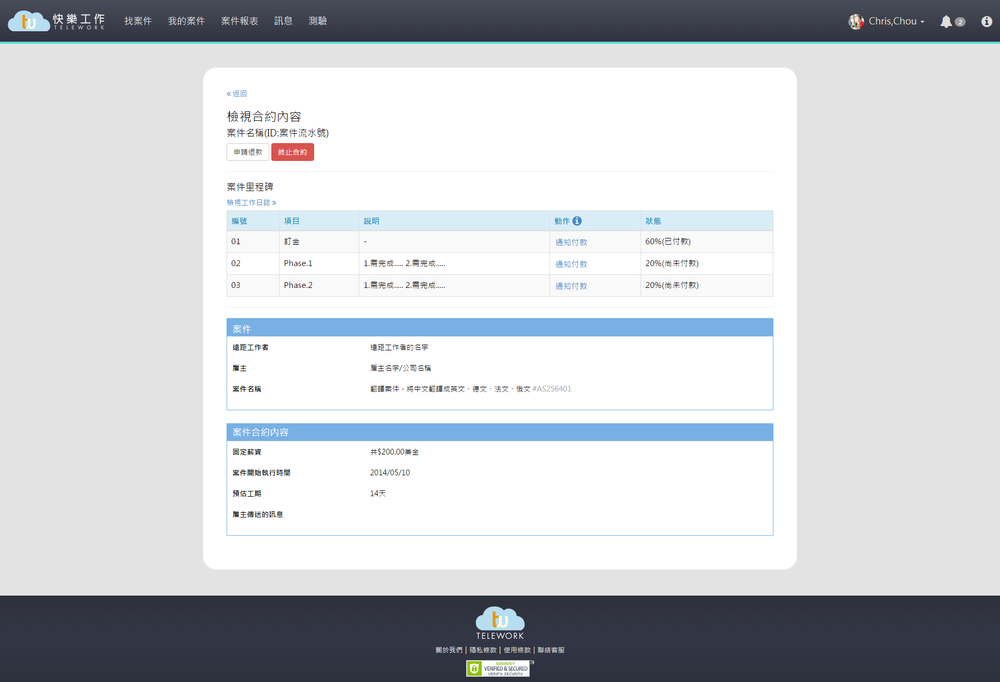 tw 快樂工作 TELEWORK 找案件 我的案件 案件報表 訊息 測驗 Chris,Chou 2
« 返回
檢視合約內容
案件名稱(ID:案件流水號)
申請退款 終止合約
案件里程碑
檢視工作日誌 »
編號 項目 說明 動作 狀態
01 訂金 - 通知付款 60%(已付款)
02 Phase.1 1.需完成..... 2.需完成..... 通知付款 20%(尚未付款)
03 Phase.2 1.需完成..... 2.需完成..... 通知付款 20%(尚未付款)
案件
遠距工作者 遠距工作者的名字
雇主 雇主名字/公司名稱
案件名稱 翻譯案件，將中文翻譯成英文、德文、法文、俄文 #AS256401
案件合約內容
固定薪資 共$200.00美金
案件開始執行時間 2014/05/10
預估工期 14天
雇主傳送的訊息
tw
TELEWORK
關於我們 | 隱私條款 | 使用條款 | 聯絡客服
GODADDY
VERIFIED & SECURED
VERIFY SECURITY